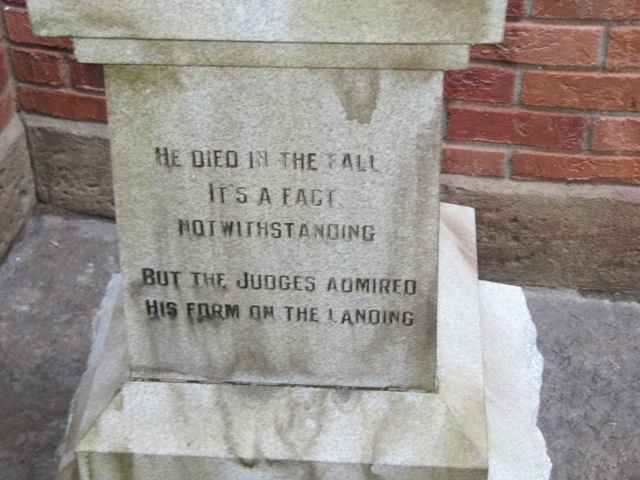 HE DIED IN THE FALL
IT'S A FACT
NOTWITHSTANDING
BUT THE JUDGES ADMIRED
HIS FORM ON THE LANDING